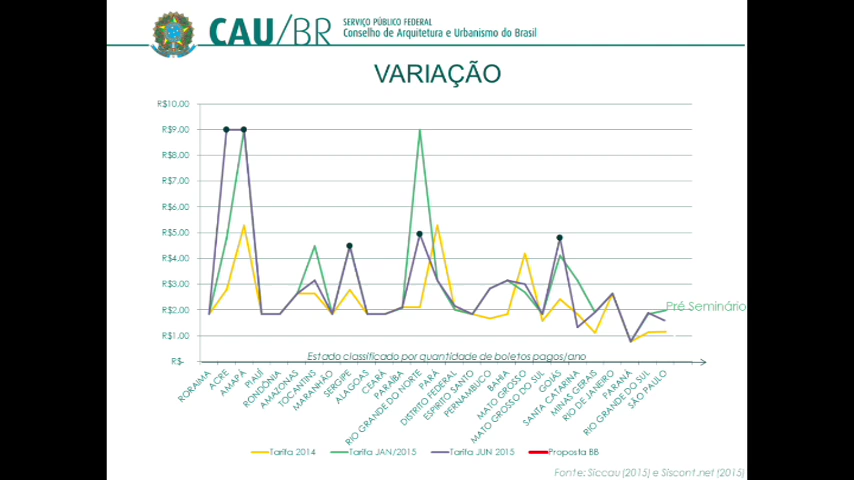 CAU/BR
SERVIÇO PÚBLICO FEDERAL
Conselho de Arquitetura e Urbanismo do Brasil
VARIAÇÃO
R$10.00
R$9.00
R$8.00
R$7.00
R$6.00
R$5.00
R$4.00
R$3.00
R$2.00
R$1.00
R$-
Pré Seminário
Estado classificado por quantidade de boletos pagos/ano
RORAIMA
ACRE
AMAPÁ
PIAUÍ
RONDÔNIA
AMAZONAS
TOCANTINS
MARANHÃO
SERGIPE
ALAGOAS
CEARÁ
PARAÍBA
RIO GRANDE DO NORTE
PARÁ
DISTRITO FEDERAL
ESPIRITO SANTO
PERNAMBUCO
BAHIA
MATO GROSSO
MATO GROSSO DO SUL
GOIÁS
SANTA CATARINA
MINAS GERAIS
RIO DE JANEIRO
PARANÁ
RIO GRANDE DO SUL
SÃO PAULO
Tarifa 2014
Tarifa JAN/2015
Tarifa JUN 2015
Proposta BB
Fonte: Siccau (2015) e Siscont.net (2015)